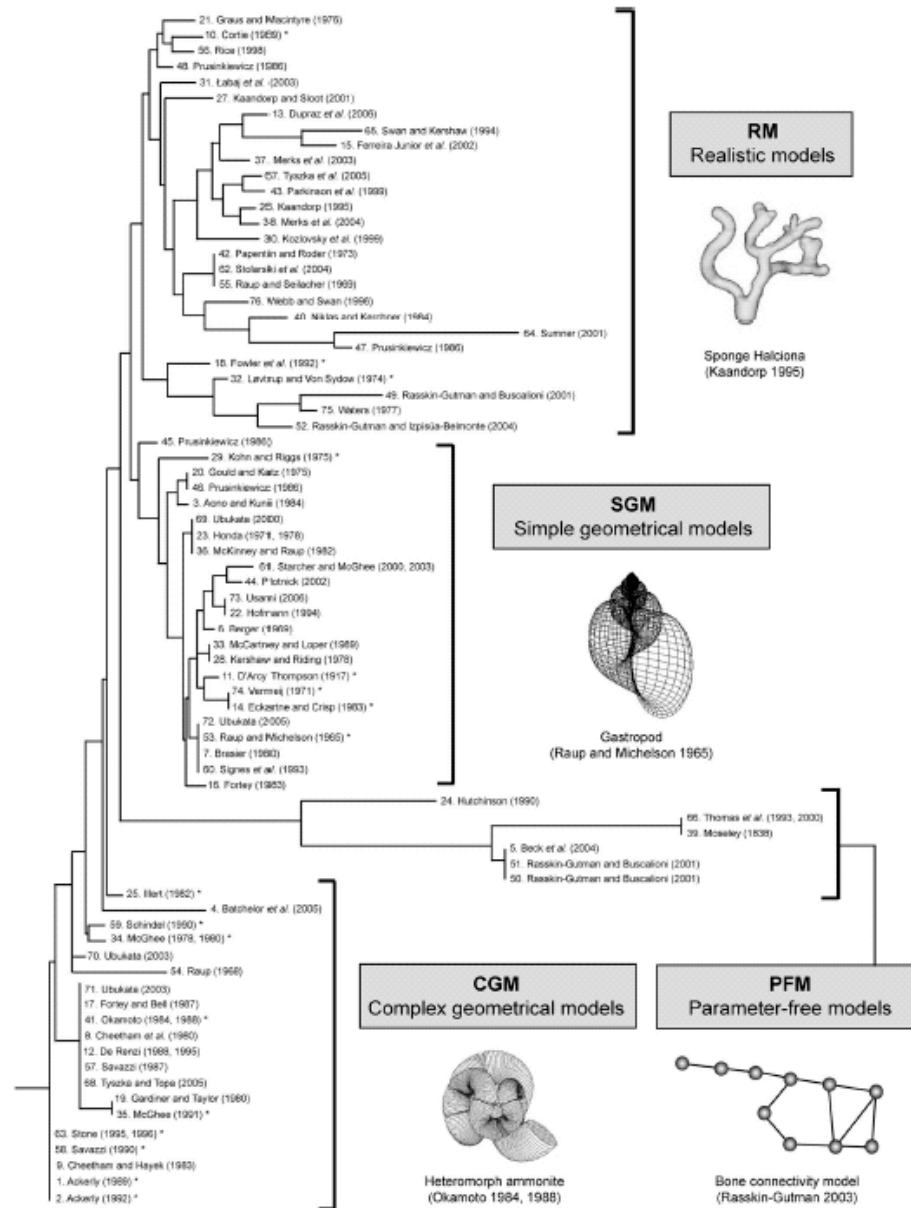 21. Graus and Macintyre (1976)
10. Cortie (1989) *
56. Rice (1998)
48. Prusinkiewicz (1986)
31. Łabaj et al. (2003)
27. Kaandorp and Sloot (2001)
13. Dupraz et al. (2006)
65. Swan and Kershaw (1994)
15. Ferreira Junior et al. (2002)
37. Merks et al. (2003)
67. Tyszka et al. (2005)
43. Parkinson et al. (1999)
26. Kaandorp (1995)
38. Merks et al. (2004)
30. Kozlovsky et al. (1999)
42. Papentin and Roder (1973)
62. Stolarski et al. (2004)
55. Raup and Seilacher (1969)
76. Webb and Swan (1996)
40. Niklas and Kerchner (1984)
64. Sumner (2001)
47. Prusinkiewicz (1986)
18. Fowler et al. (1992) *
32. Løvtrup and Von Sydow (1974) *
49. Rasskin-Gutman and Buscalioni (2001)
75. Waters (1977)
52. Rasskin-Gutman and Izpisúa-Belmonte (2004)
RM
Realistic models
Sponge Halciona
(Kaandorp 1995)
45. Prusinkiewicz (1986)
29. Kohn and Riggs (1975) *
20. Gould and Katz (1975)
46. Prusinkiewicz (1986)
3. Aono and Kunii (1984)
69. Ubukata (2000)
23. Honda (1971, 1978)
36. McKinney and Raup (1982)
61. Starcher and McGhee (2000, 2003)
44. Plotnick (2002)
73. Usami (2006)
22. Hofmann (1994)
6. Berger (1969)
33. McCartney and Loper (1989)
28. Kershaw and Riding (1978)
11. D'Arcy Thompson (1917) *
74. Vermeij (1971) *
14. Eckartne and Crisp (1983) *
72. Ubukata (2005)
53. Raup and Michelson (1965) *
7. Brasier (1980)
60. Signes et al. (1993)
16. Fortey (1983)
SGM
Simple geometrical models
Gastropod
(Raup and Michelson 1965)
24. Hutchinson (1990)
66. Thomas et al. (1993, 2000)
39. Moseley (1838)
5. Beck et al. (2004)
51. Rasskin-Gutman and Buscalioni (2001)
50. Rasskin-Gutman and Buscalioni (2001)
25. Illert (1982) *
4. Batchelor et al. (2005)
59. Schindel (1990) *
34. McGhee (1978, 1980) *
70. Ubukata (2003)
54. Raup (1968)
71. Ubukata (2003)
17. Fortey and Bell (1987)
41. Okamoto (1984, 1988) *
8. Cheetham et al. (1980)
12. De Renzi (1988, 1995)
57. Savazzi (1987)
68. Tyszka and Topa (2005)
19. Gardiner and Taylor (1980)
35. McGhee (1991) *
63. Stone (1995, 1996) *
58. Savazzi (1990) *
9. Cheetham and Hayek (1983)
1. Ackerly (1989) *
2. Ackerly (1992) *
CGM
Complex geometrical models
Heteromorph ammonite
(Okamoto 1984, 1988)
PFM
Parameter-free models
Bone connectivity model
(Rasskin-Gutman 2003)